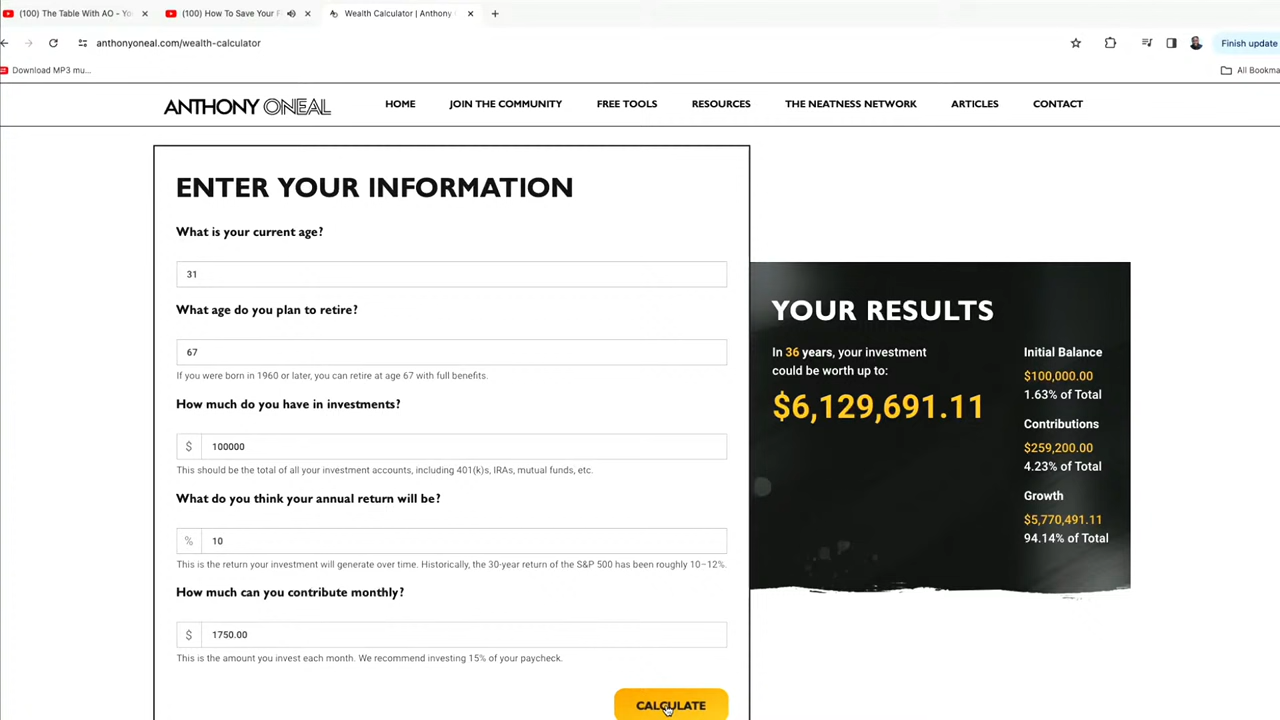 (100) The Table With AO - Yo
(100) How To Save Your F
Wealth Calculator | Anthony
anthonyoneal.com/wealth-calculator
Finish update
Download MP3 mu...
All Bookma
ANTHONY ONEAL
HOME
JOIN THE COMMUNITY
FREE TOOLS
RESOURCES
THE NEATNESS NETWORK
ARTICLES
CONTACT
ENTER YOUR INFORMATION
What is your current age?
31
What age do you plan to retire?
67
If you were born in 1960 or later, you can retire at age 67 with full benefits.
How much do you have in investments?
$ 100000
This should be the total of all your investment accounts, including 401(k)s, IRAs, mutual funds, etc.
What do you think your annual return will be?
% 10
This is the return your investment will generate over time. Historically, the 30-year return of the S&P 500 has been roughly 10–12%.
How much can you contribute monthly?
$ 1750.00
This is the amount you invest each month. We recommend investing 15% of your paycheck.
CALCULATE
YOUR RESULTS
In 36 years, your investment
could be worth up to:
$6,129,691.11
Initial Balance
$100,000.00
1.63% of Total
Contributions
$259,200.00
4.23% of Total
Growth
$5,770,491.11
94.14% of Total